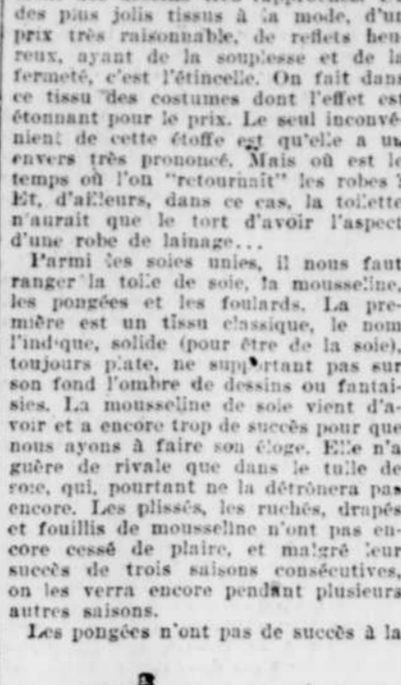 des plus jolis tissus à la mode, d'un
prix très raisonnable, de reflets heu-
reux, ayant de la souplesse et de la
fermeté, c'est l'étincelle. On fait dans
ce tissu des costumes dont l'effet est
étonnant pour le prix. Le seul inconvé-
nient de cette étoffe est qu'elle a un
envers très prononcé. Mais où est le
temps où l'on "retournait" les robes ?
Et, d'ailleurs, dans ce cas, la toilette
n'aurait que le tort d'avoir l'aspect
d'une robe de lainage...
Parmi les soies unies, il nous faut
ranger la toile de soie, la mousseline,
les pongées et les foulards. La pre-
mière est un tissu classique, le nom
l'indique, solide (pour être de la soie),
toujours plate, ne supportant pas sur
son fond l'ombre de dessins ou fantai-
sies. La mousseline de soie vient d'a-
voir et a encore trop de succès pour que
nous ayons à faire son éloge. Elle n'a
guère de rivale que dans le tulle de
soie, qui, pourtant ne la détrônera pas
encore. Les plissés, les ruchés, drapés
et fouillis de mousseline n'ont pas en-
core cessé de plaire, et malgré leur
succès de trois saisons consécutives,
on les verra encore pendant plusieurs
autres saisons.
Les pongées n'ont pas de succès à la